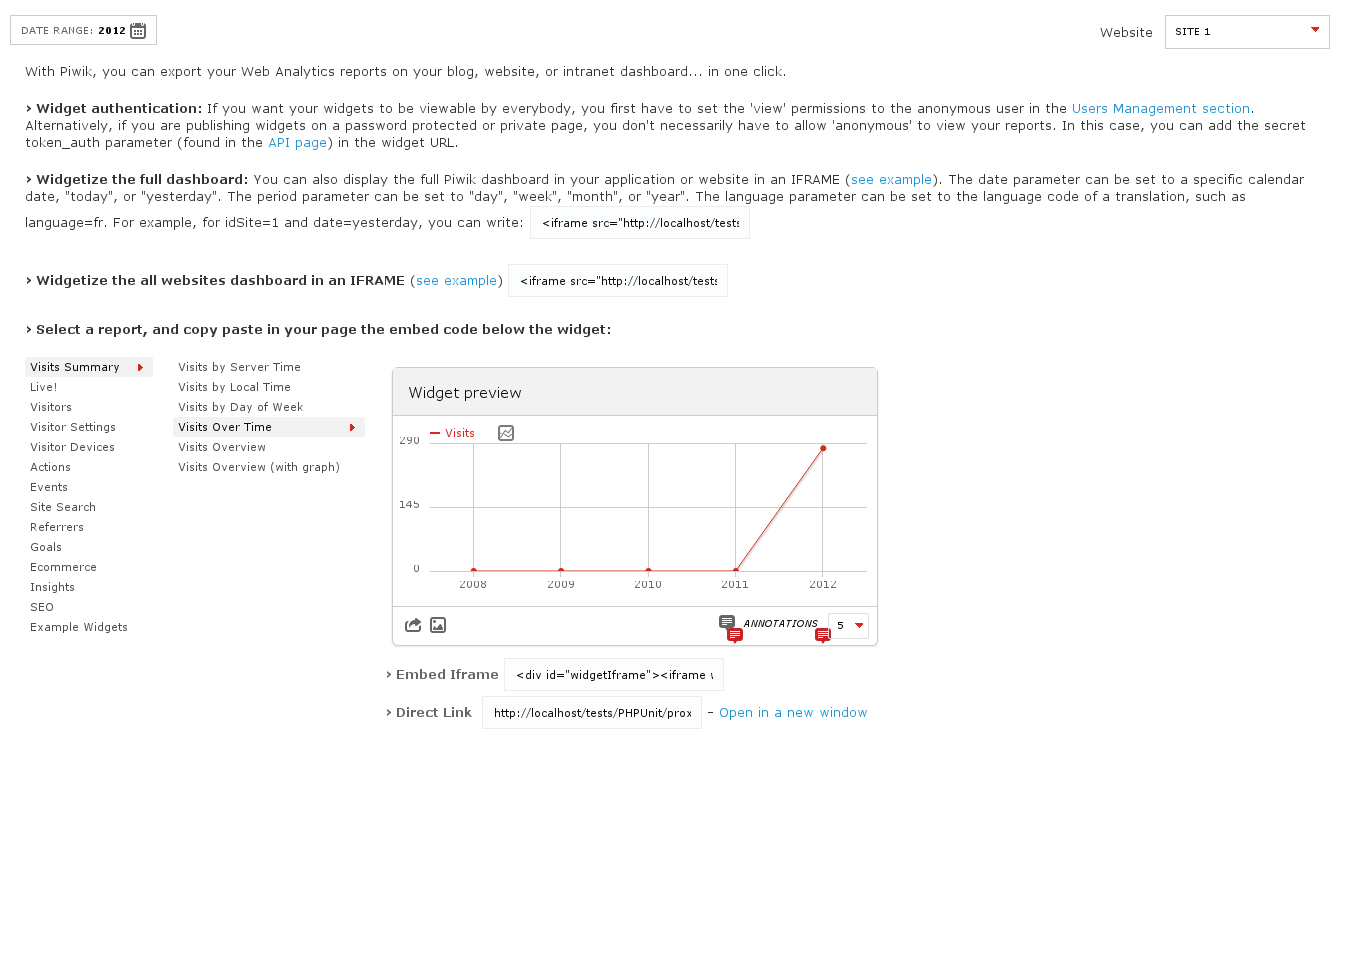 DATE RANGE: 2012
Website
SITE 1
With Piwik, you can export your Web Analytics reports on your blog, website, or intranet dashboard... in one click.
› Widget authentication: If you want your widgets to be viewable by everybody, you first have to set the 'view' permissions to the anonymous user in the Users Management section.
Alternatively, if you are publishing widgets on a password protected or private page, you don't necessarily have to allow 'anonymous' to view your reports. In this case, you can add the secret
token_auth parameter (found in the API page) in the widget URL.
› Widgetize the full dashboard: You can also display the full Piwik dashboard in your application or website in an IFRAME (see example). The date parameter can be set to a specific calendar
date, "today", or "yesterday". The period parameter can be set to "day", "week", "month", or "year". The language parameter can be set to the language code of a translation, such as
language=fr. For example, for idSite=1 and date=yesterday, you can write: <iframe src="http://localhost/tests
› Widgetize the all websites dashboard in an IFRAME (see example) <iframe src="http://localhost/tests
› Select a report, and copy paste in your page the embed code below the widget:
Visits Summary
Live!
Visitors
Visitor Settings
Visitor Devices
Actions
Events
Site Search
Referrers
Goals
Ecommerce
Insights
SEO
Example Widgets
Visits by Server Time
Visits by Local Time
Visits by Day of Week
Visits Over Time
Visits Overview
Visits Overview (with graph)
Widget preview
Visits
290
145
0
2008 2009 2010 2011 2012
ANNOTATIONS 5
› Embed Iframe <div id="widgetIframe"><iframe
› Direct Link http://localhost/tests/PHPUnit/prox – Open in a new window